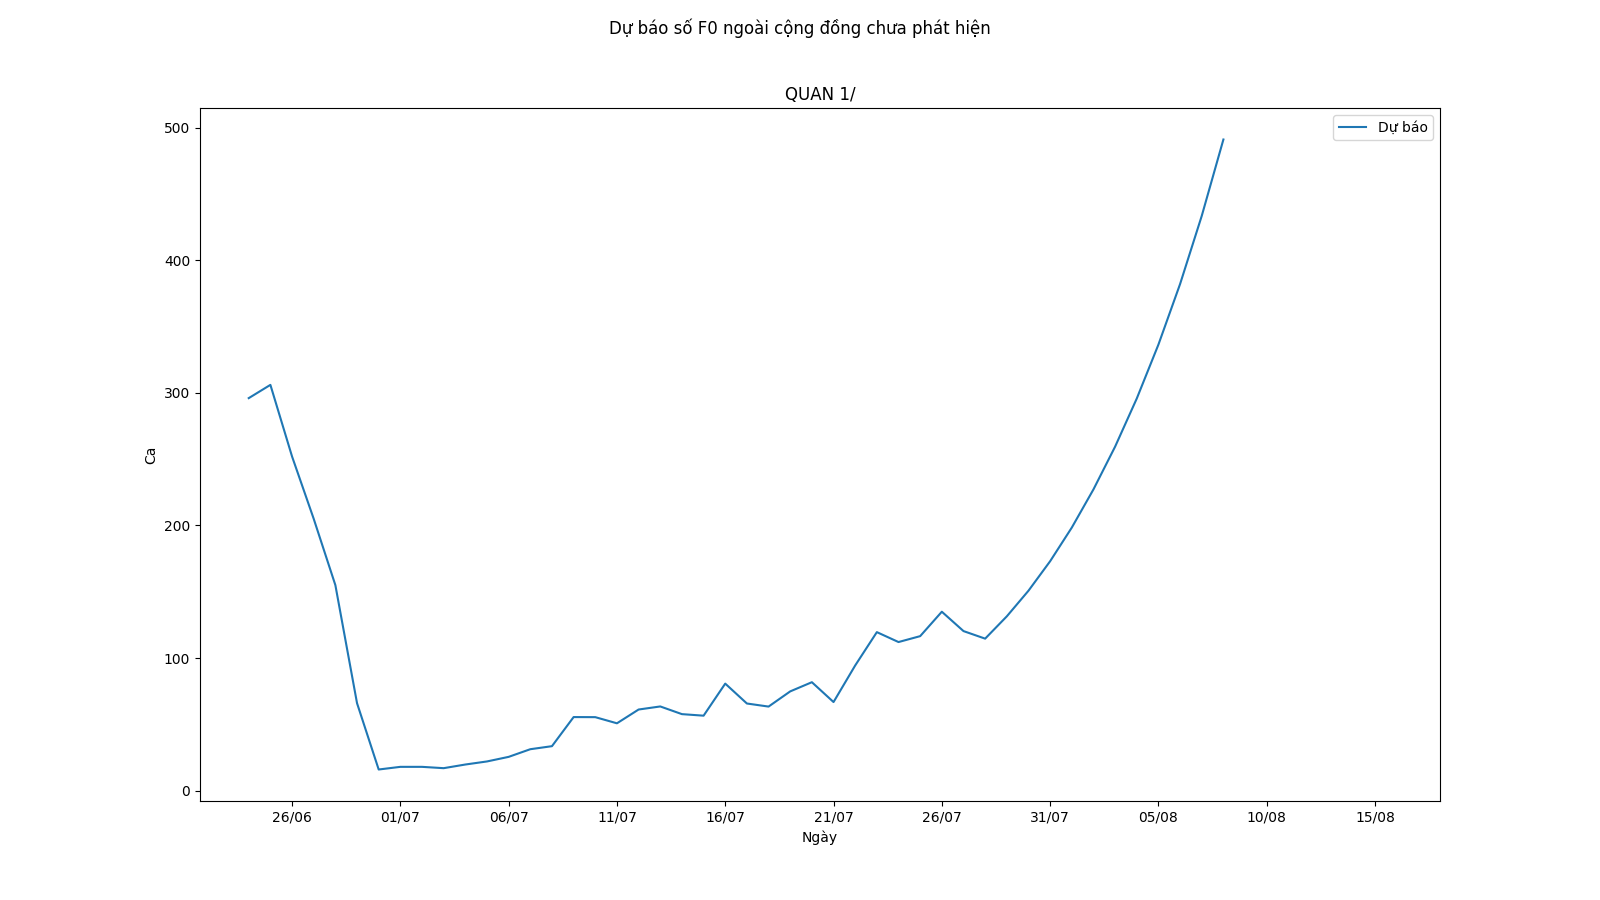 Dự báo số F0 ngoài cộng đồng chưa phát hiện
QUAN 1/
Dự báo
500
400
300
200
100
0
Ca
26/06 01/07 06/07 11/07 16/07 21/07 26/07 31/07 05/08 10/08 15/08
Ngày